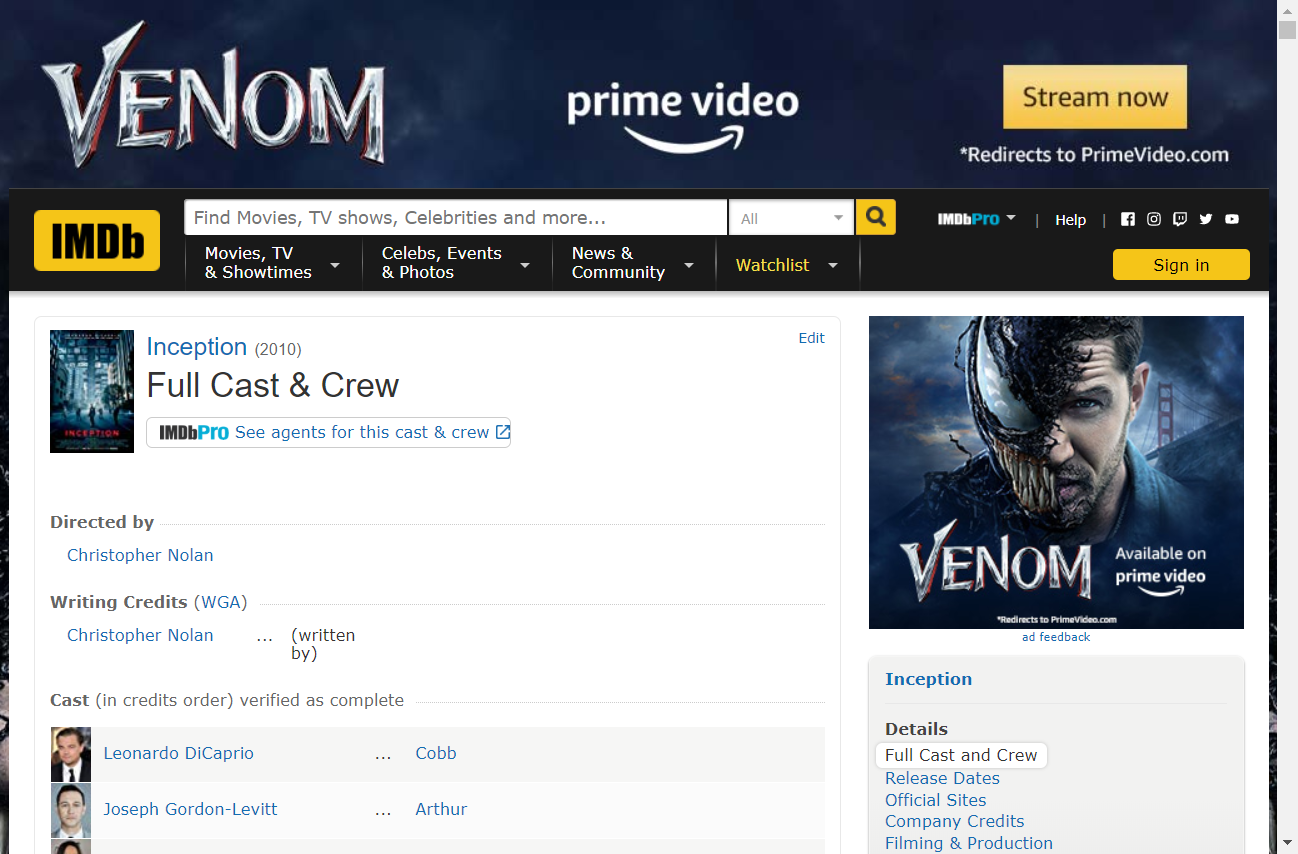 VENOM
prime video
Stream now
*Redirects to PrimeVideo.com
IMDb
Find Movies, TV shows, Celebrities and more...
All
IMDbPro
|
Help
|
Movies, TV
& Showtimes
Celebs, Events
& Photos
News &
Community
Watchlist
Sign in
Inception (2010)
Edit
Full Cast & Crew
IMDbPro See agents for this cast & crew
INCEPTION
Directed by
Christopher Nolan
Writing Credits (WGA)
Christopher Nolan ... (written
by)
Cast (in credits order) verified as complete
Leonardo DiCaprio ... Cobb
Joseph Gordon-Levitt ... Arthur
VENOM
Available on
prime video
*Redirects to PrimeVideo.com
ad feedback
Inception
Details
Full Cast and Crew
Release Dates
Official Sites
Company Credits
Filming & Production